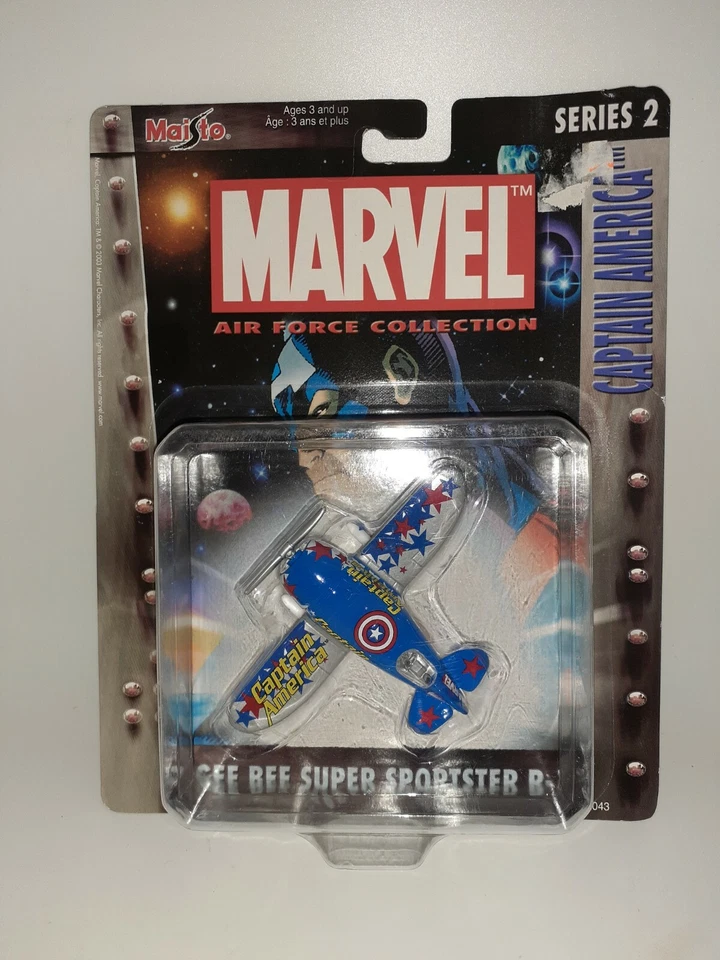 Maisto®
Ages 3 and up
Âge : 3 ans et plus
SERIES 2
MARVEL™
AIR FORCE COLLECTION
CAPTAIN AMERICA™
Captain
America
Captain
GEE BEE SUPER SPORTSTER R-
043